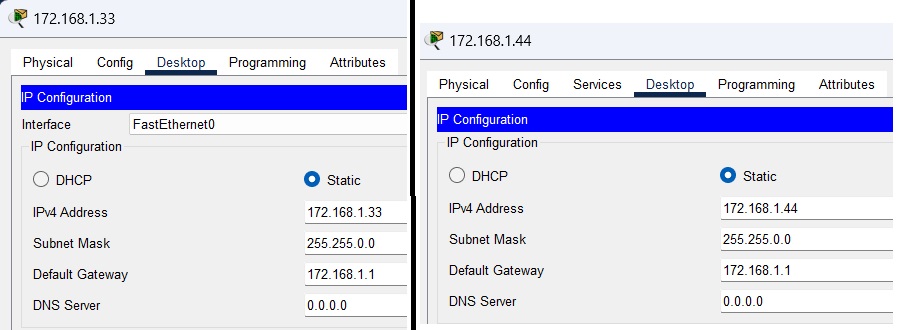 172.168.1.33
Physical Config Desktop Programming Attributes
IP Configuration
Interface FastEthernet0
IP Configuration
DHCP Static
IPv4 Address 172.168.1.33
Subnet Mask 255.255.0.0
Default Gateway 172.168.1.1
DNS Server 0.0.0.0
172.168.1.44
Physical Config Services Desktop Programming Attributes
IP Configuration
IP Configuration
DHCP Static
IPv4 Address 172.168.1.44
Subnet Mask 255.255.0.0
Default Gateway 172.168.1.1
DNS Server 0.0.0.0